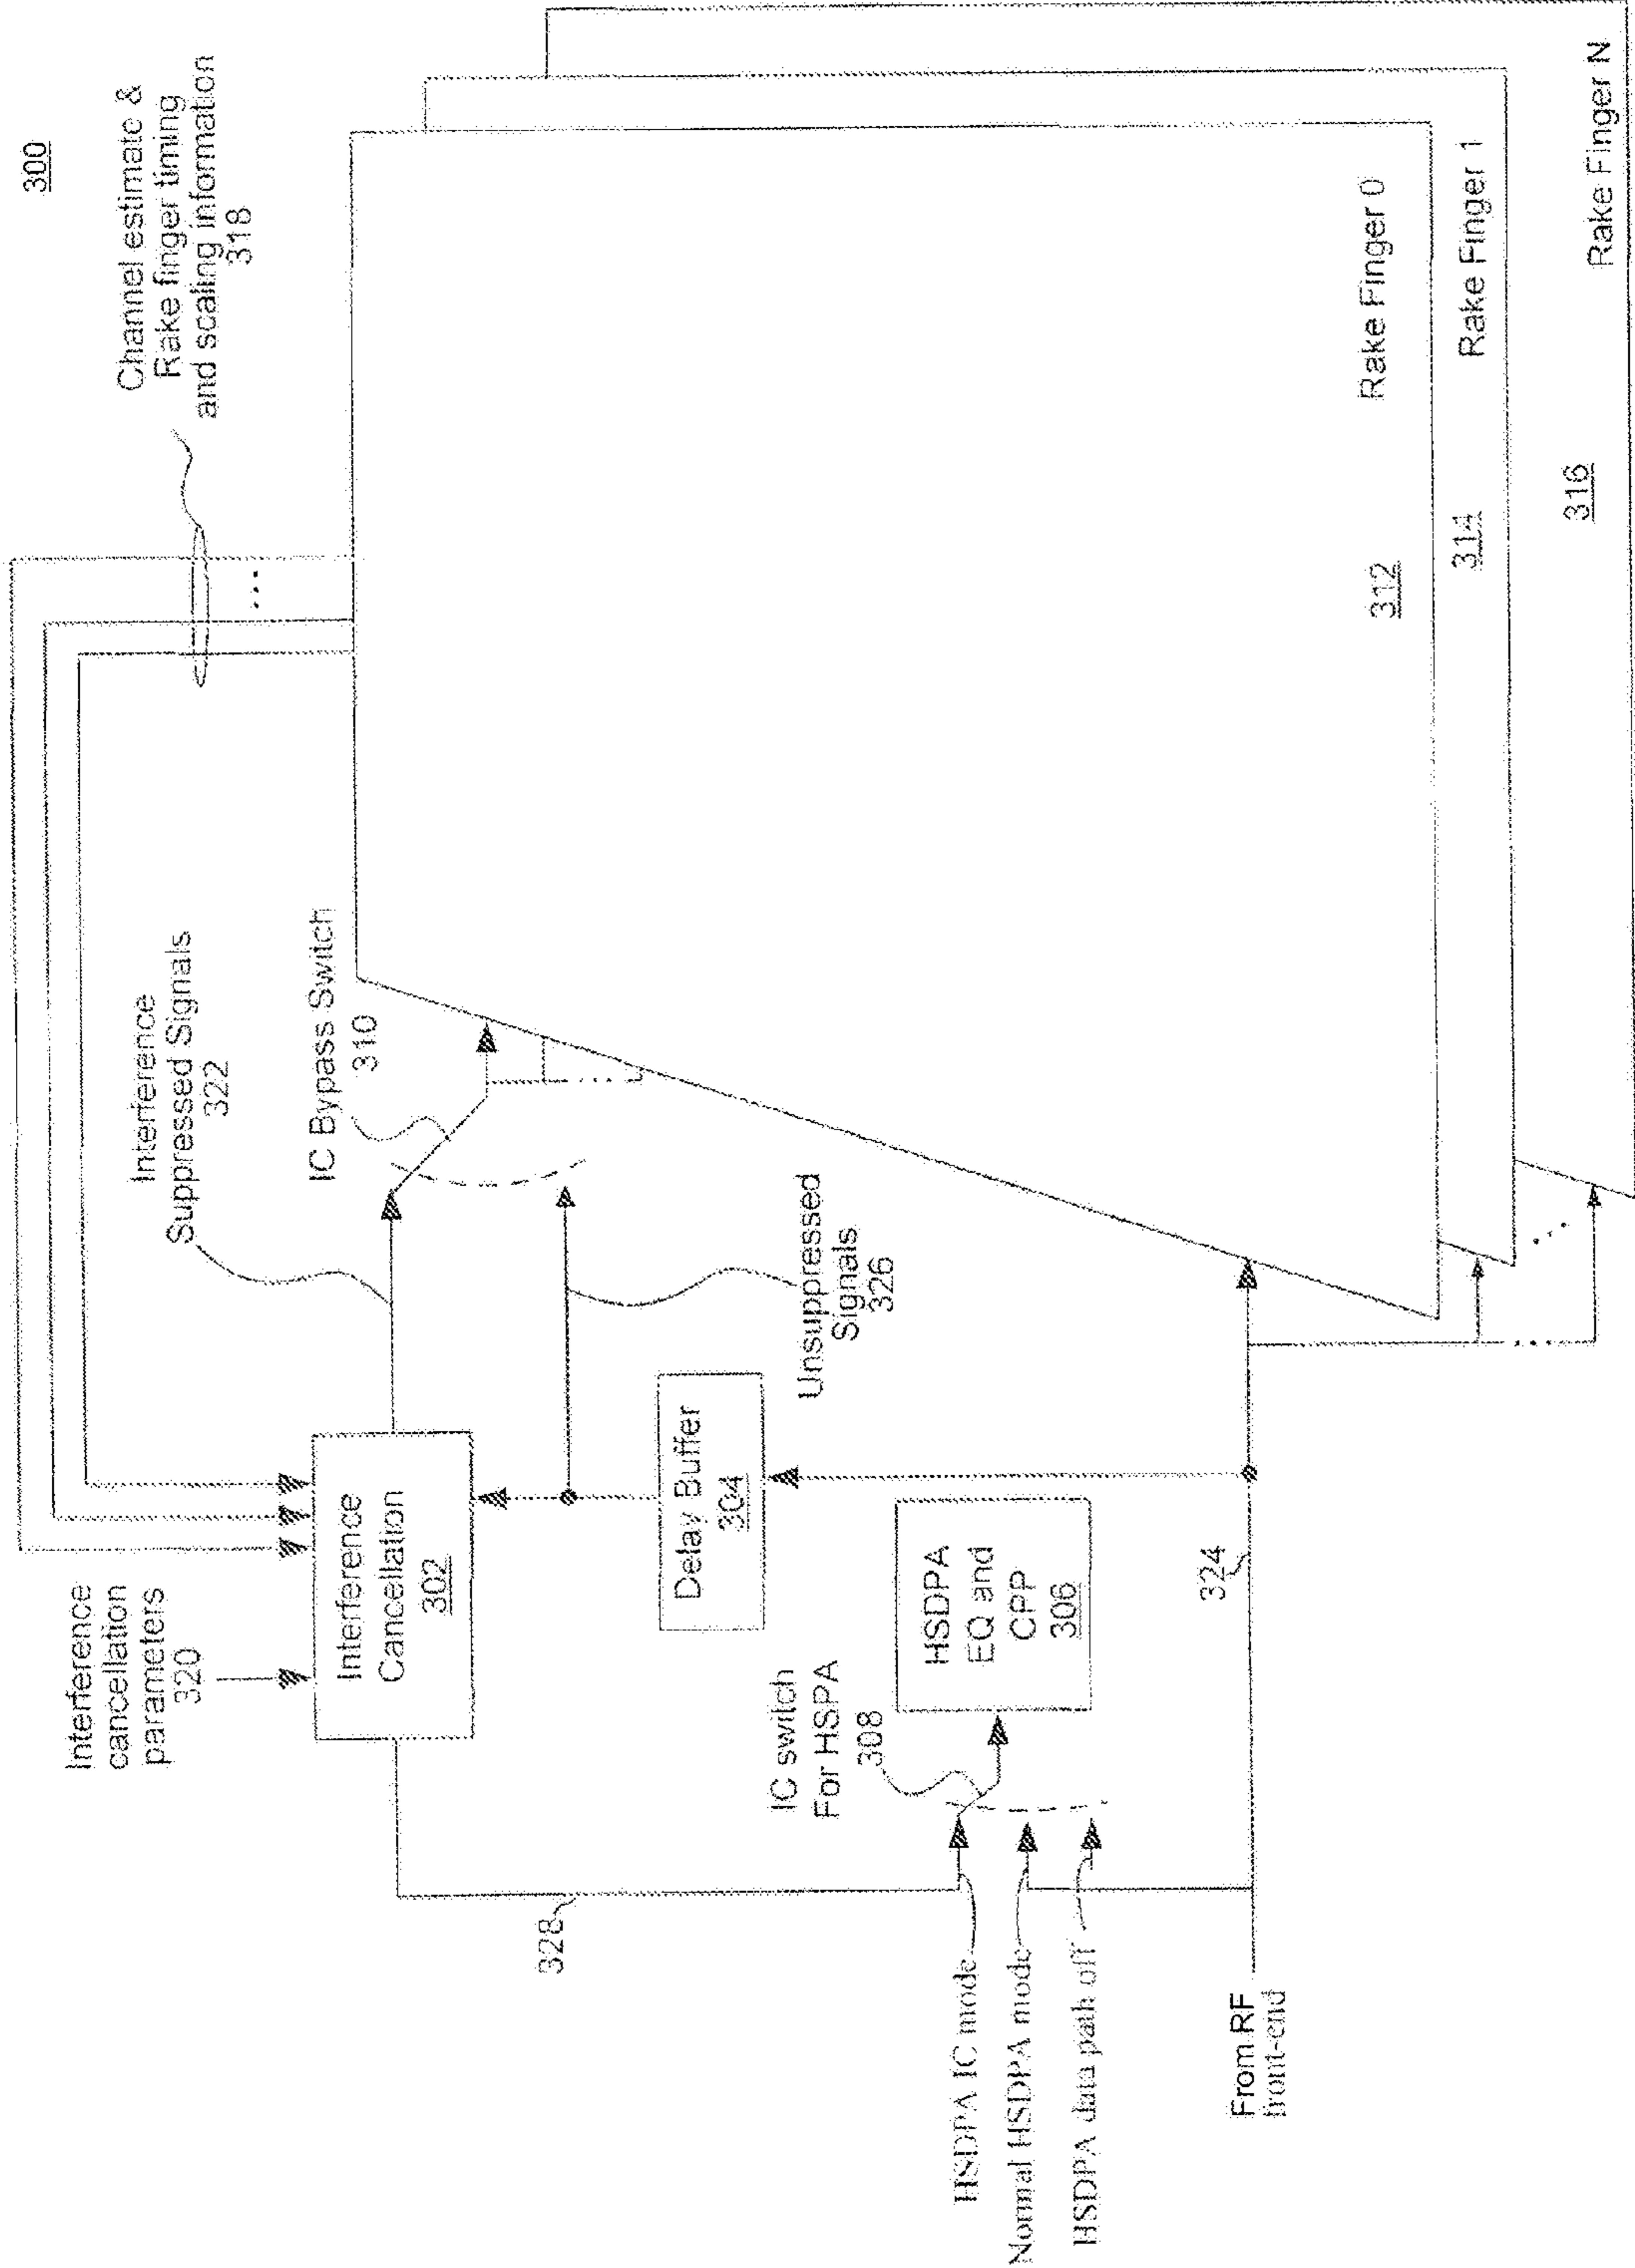 300
Channel estimate &
Rake finger timing
and scaling information
318
Interference
Suppressed Signals
322
IC Bypass Switch
310
Interference
cancellation
parameters
320
Interference
Cancellation
302
Unsuppressed
Signals
326
Delay Buffer
304
IC switch
For HSPA
308
HSDPA
EQ and
CPP
306
328
324
HSDPA IC mode
Normal HSDPA mode
HSDPA data path off
From RF
front-end
Rake Finger 0
312
Rake Finger 1
314
Rake Finger N
316